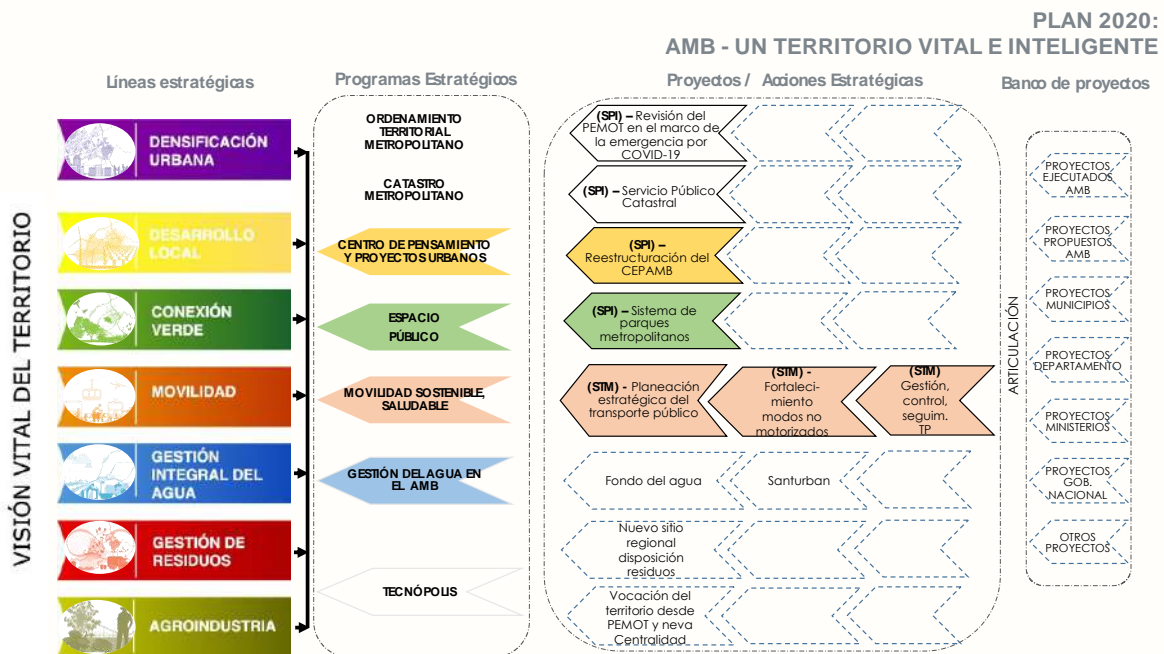 PLAN 2020:
AMB - UN TERRITORIO VITAL E INTELIGENTE
Líneas estratégicas
Programas Estratégicos
Proyectos / Acciones Estratégicas
Banco de proyectos
VISIÓN VITAL DEL TERRITORIO
DENSIFICACIÓN
URBANA
DESARROLLO
LOCAL
CONEXIÓN
VERDE
MOVILIDAD
GESTIÓN
INTEGRAL DEL
AGUA
GESTIÓN DE
RESIDUOS
AGROINDUSTRIA
ORDENAMIENTO
TERRITORIAL
METROPOLITANO
CATASTRO
METROPOLITANO
CENTRO DE PENSAMIENTO
Y PROYECTOS URBANOS
ESPACIO
PÚBLICO
MOVILIDAD SOSTENIBLE,
SALUDABLE
GESTIÓN DEL AGUA EN
EL AMB
TECNÓPOLIS
(SPI) – Revisión del
PEMOT en el marco de
la emergencia por
COVID-19
(SPI) – Servicio Público
Catastral
(SPI) –
Reestructuración del
CEPAMB
(SPI) – Sistema de
parques
metropolitanos
(STM) - Planeación
estratégica del
transporte público
(STM) -
Fortaleci-
miento
modos no
motorizados
(STM)
Gestión,
control,
seguim.
TP
Fondo del agua
Santurban
Nuevo sitio
regional
disposición
residuos
Vocación del
territorio desde
PEMOT y neva
Centralidad
ARTICULACIÓN
PROYECTOS
EJECUTADOS
AMB
PROYECTOS
PROPUESTOS
AMB
PROYECTOS
MUNICIPIOS
PROYECTOS
DEPARTAMENTO
PROYECTOS
MINISTERIOS
PROYECTOS
GOB.
NACIONAL
OTROS
PROYECTOS